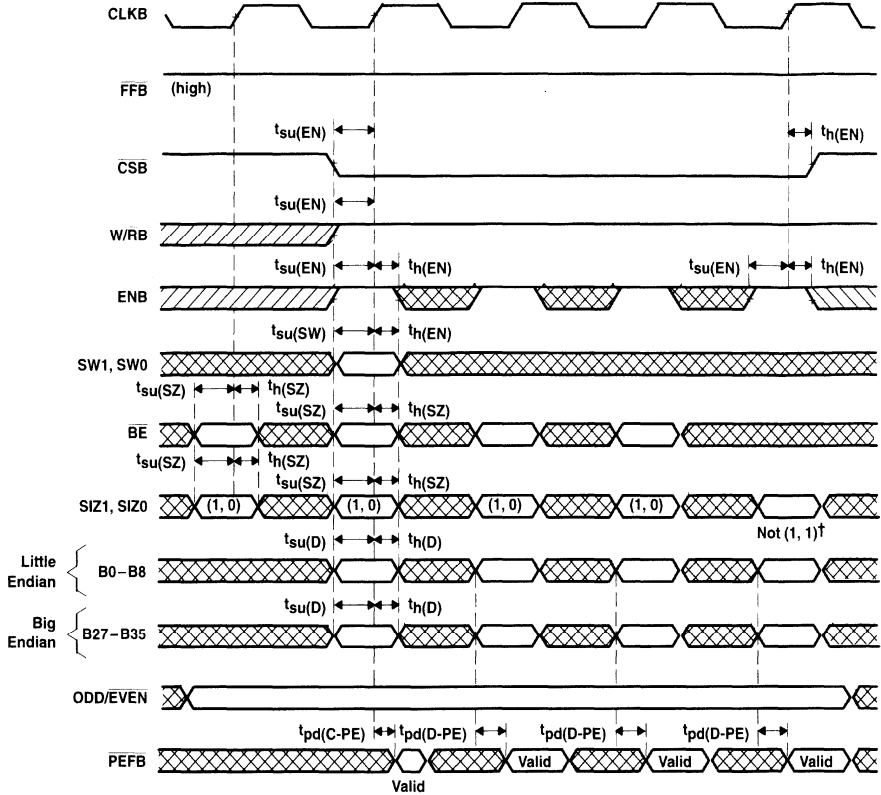 CLKB
FFB (high)
tsu(EN) th(EN)
CSB
tsu(EN)
W/RB
tsu(EN) th(EN) tsu(EN) th(EN)
ENB
tsu(SW) th(EN)
SW1, SW0
tsu(SZ) th(SZ)
tsu(SZ) th(SZ)
BE
tsu(SZ) th(SZ)
tsu(SZ) th(SZ)
SIZ1, SIZ0 (1, 0) (1, 0) (1, 0) (1, 0)
Not (1, 1)†
tsu(D) th(D)
Little Endian B0–B8
tsu(D) th(D)
Big Endian B27–B35
ODD/EVEN
tpd(C-PE) tpd(D-PE) tpd(D-PE) tpd(D-PE)
PEFB Valid Valid Valid
Valid